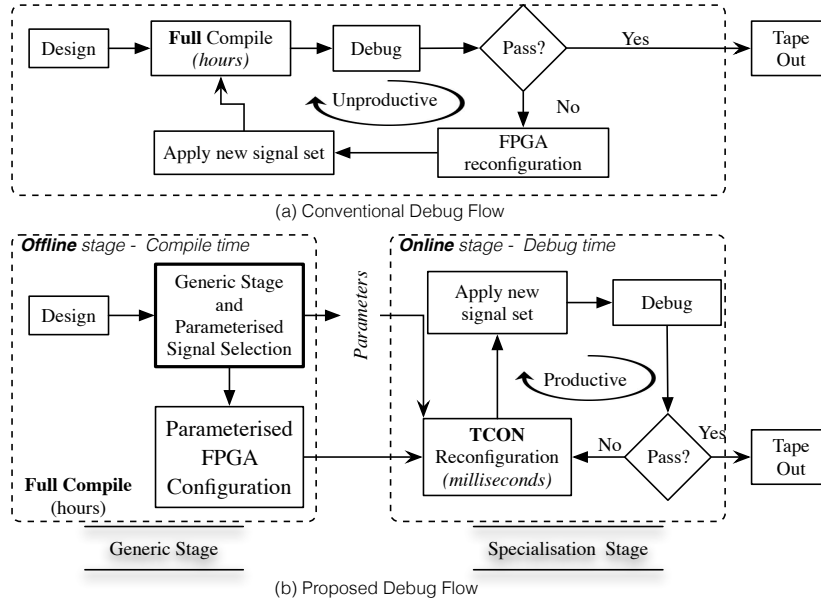 Design
Full Compile
(hours)
Debug
Pass?
Yes
Tape
Out
Unproductive
No
Apply new signal set
FPGA
reconfiguration
(a) Conventional Debug Flow
Offline stage - Compile time
Online stage - Debug time
Design
Generic Stage
and
Parameterised
Signal Selection
Parameters
Apply new
signal set
Debug
Productive
Parameterised
FPGA
Configuration
TCON
Reconfiguration
(milliseconds)
No
Pass?
Yes
Tape
Out
Full Compile
(hours)
Generic Stage
Specialisation Stage
(b) Proposed Debug Flow